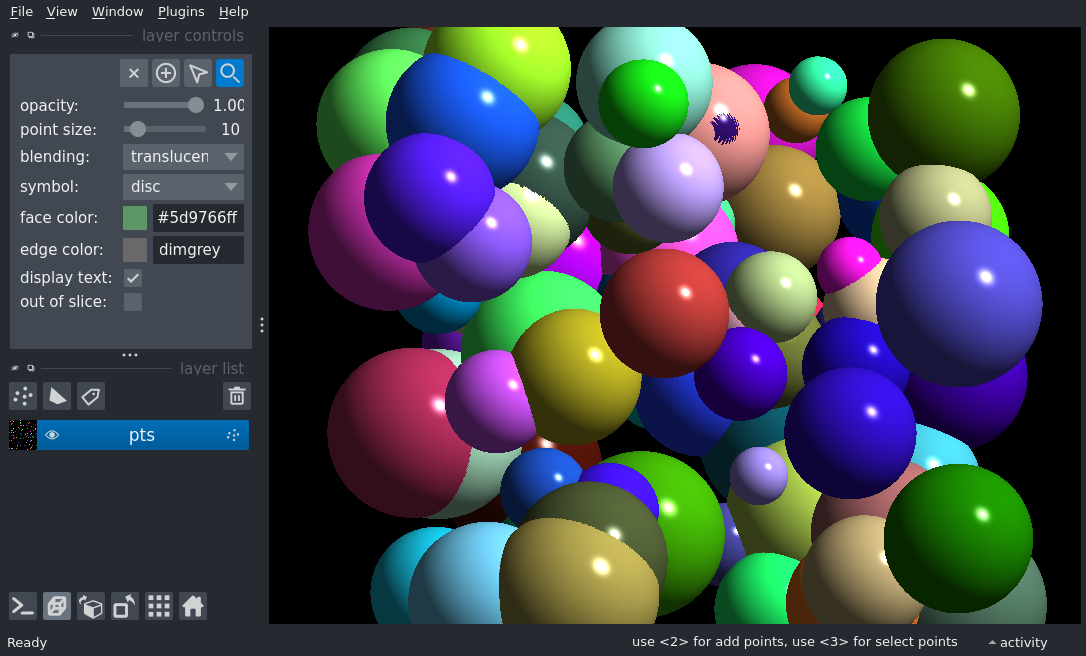 File View Window Plugins Help
layer controls
opacity: 1.00
point size: 10
blending: translucen
symbol: disc
face color: #5d9766ff
edge color: dimgrey
display text:
out of slice:
layer list
pts
Ready
use <2> for add points, use <3> for select points
activity